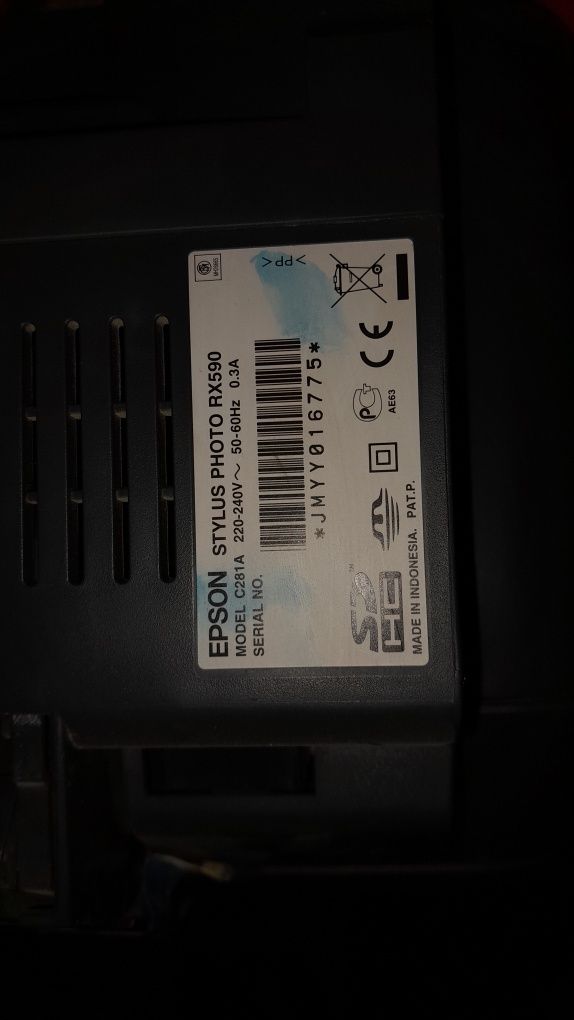 EPSON STYLUS PHOTO RX590
MODEL C281A 220-240V～ 50-60Hz 0.3A
SERIAL NO.
*JMYY016775*
>PP<
AE63
MADE IN INDONESIA. PAT.P.